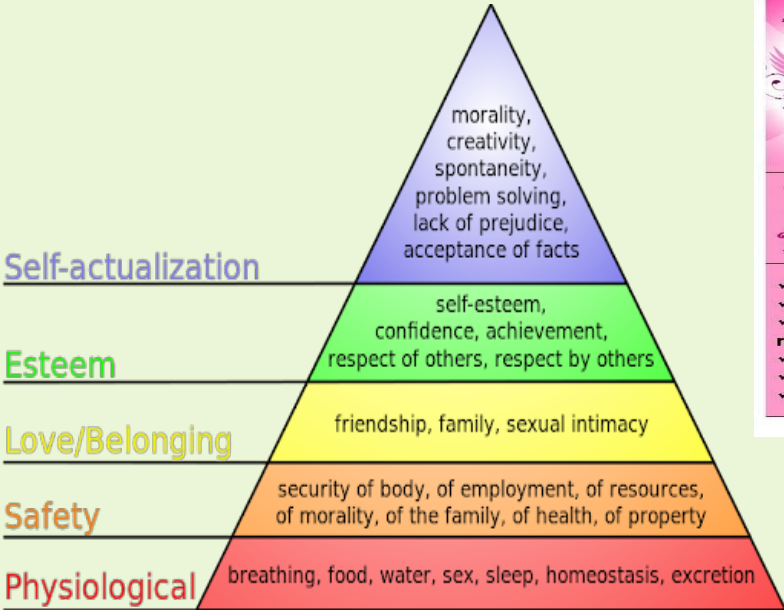 morality,
creativity,
spontaneity,
problem solving,
lack of prejudice,
acceptance of facts
Self-actualization
self-esteem,
confidence, achievement,
respect of others, respect by others
Esteem
friendship, family, sexual intimacy
Love/Belonging
security of body, of employment, of resources,
of morality, of the family, of health, of property
Safety
breathing, food, water, sex, sleep, homeostasis, excretion
Physiological